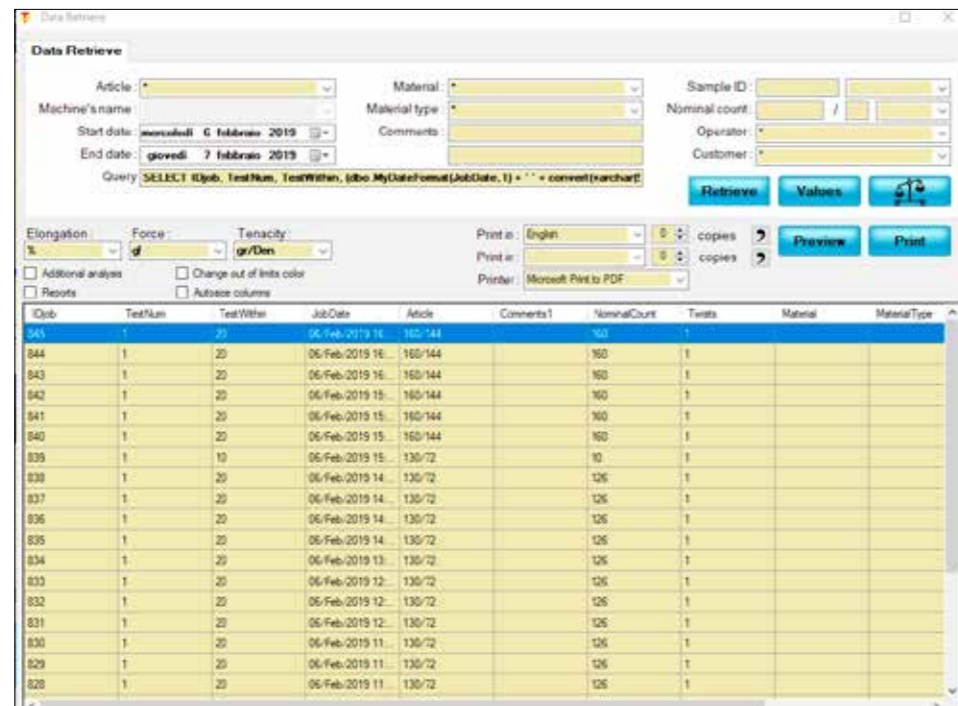 Data Retrieve
Data Retrieve
Article : * Material : * Sample ID :
Machine's name : Material type : * Nominal count : /
Start date : mercoledì 6 febbraio 2019 Comments : Operator : *
End date : giovedì 7 febbraio 2019 Customer : *
Query SELECT IDjob, TestNum, TestWithin, (dbo.MyDateFormat(JobDate,1) + ' ' + convert(varchar(5
Retrieve Values
Elongation : Force : Tenacity : Print in : English 0 copies
% gf gr/Den Print in : 0 copies
Preview Print
Additional analysis Change out of limits color Printer : Microsoft Print to PDF
Reports Autosize columns
IDjob TestNum TestWithin JobDate Article Comments1 NominalCount Twists Material MaterialType
845 1 20 06/Feb/2019 16... 160/144 160 1
844 1 20 06/Feb/2019 16:... 160/144 160 1
843 1 20 06/Feb/2019 16... 160/144 160 1
842 1 20 06/Feb/2019 15:... 160/144 160 1
841 1 20 06/Feb/2019 15:... 160/144 160 1
840 1 20 06/Feb/2019 15... 160/144 160 1
839 1 10 06/Feb/2019 15:... 130/72 10 1
838 1 20 06/Feb/2019 14:... 130/72 126 1
837 1 20 06/Feb/2019 14... 130/72 126 1
836 1 20 06/Feb/2019 14:... 130/72 126 1
835 1 20 06/Feb/2019 14... 130/72 126 1
834 1 20 06/Feb/2019 13:... 130/72 126 1
833 1 20 06/Feb/2019 12:... 130/72 126 1
832 1 20 06/Feb/2019 12:... 130/72 126 1
831 1 20 06/Feb/2019 12:... 130/72 126 1
830 1 20 06/Feb/2019 11... 130/72 126 1
829 1 20 06/Feb/2019 11... 130/72 126 1
828 1 20 06/Feb/2019 11... 130/72 126 1